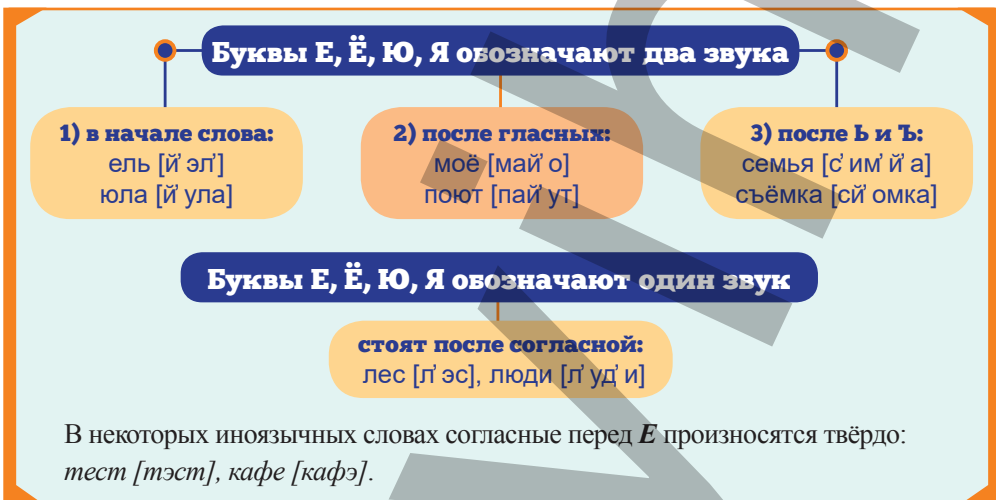 Буквы Е, Ё, Ю, Я обозначают два звука
1) в начале слова:
ель [й' эл']
юла [й' ула]
2) после гласных:
моё [май' о]
поют [пай' ут]
3) после Ь и Ъ:
семья [с' им' й' а]
съёмка [сй' омка]
Буквы Е, Ё, Ю, Я обозначают один звук
стоят после согласной:
лес [л' эс], люди [л' уд' и]
В некоторых иноязычных словах согласные перед Е произносятся твёрдо:
тест [тэст], кафе [кафэ].